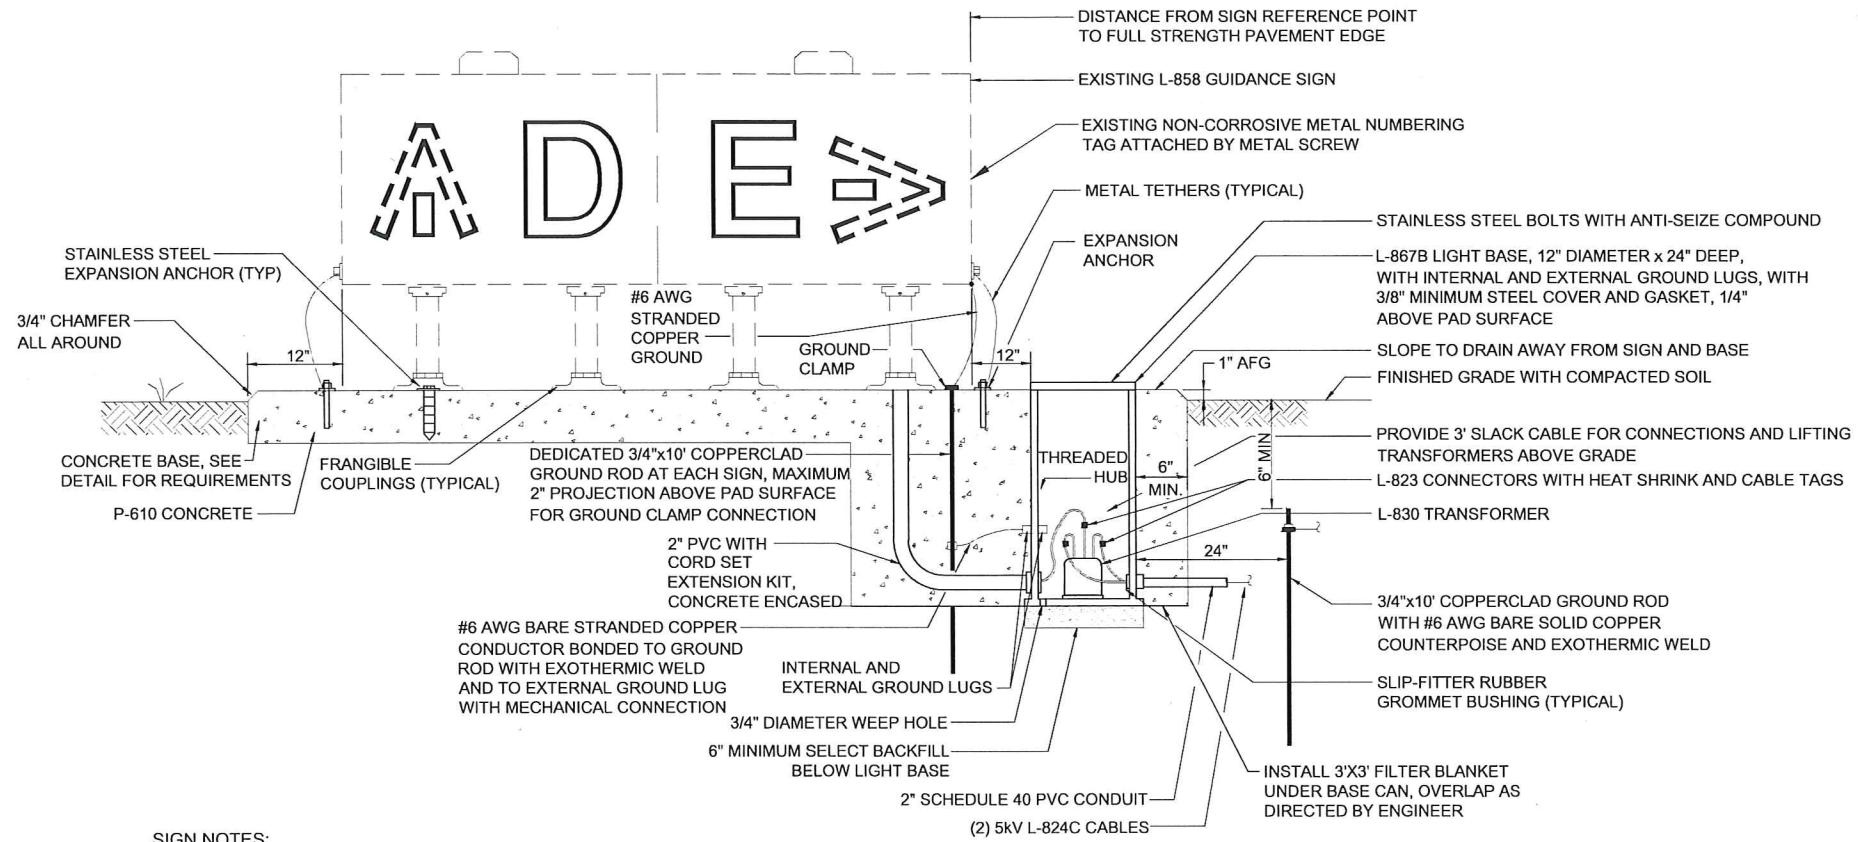 DISTANCE FROM SIGN REFERENCE POINT
TO FULL STRENGTH PAVEMENT EDGE
EXISTING L-858 GUIDANCE SIGN
EXISTING NON-CORROSIVE METAL NUMBERING
TAG ATTACHED BY METAL SCREW
METAL TETHERS (TYPICAL)
A D E A
STAINLESS STEEL
EXPANSION ANCHOR (TYP)
3/4" CHAMFER
ALL AROUND
12"
#6 AWG
STRANDED
COPPER
GROUND
GROUND
CLAMP
12"
EXPANSION
ANCHOR
STAINLESS STEEL BOLTS WITH ANTI-SEIZE COMPOUND
L-867B LIGHT BASE, 12" DIAMETER x 24" DEEP,
WITH INTERNAL AND EXTERNAL GROUND LUGS, WITH
3/8" MINIMUM STEEL COVER AND GASKET, 1/4"
ABOVE PAD SURFACE
SLOPE TO DRAIN AWAY FROM SIGN AND BASE
1" AFG
FINISHED GRADE WITH COMPACTED SOIL
CONCRETE BASE, SEE
DETAIL FOR REQUIREMENTS
P-610 CONCRETE
FRANGIBLE
COUPLINGS (TYPICAL)
DEDICATED 3/4"x10' COPPERCLAD
GROUND ROD AT EACH SIGN, MAXIMUM
2" PROJECTION ABOVE PAD SURFACE
FOR GROUND CLAMP CONNECTION
THREADED
HUB
6"
MIN.
6" MIN
PROVIDE 3' SLACK CABLE FOR CONNECTIONS AND LIFTING
TRANSFORMERS ABOVE GRADE
L-823 CONNECTORS WITH HEAT SHRINK AND CABLE TAGS
L-830 TRANSFORMER
24"
2" PVC WITH
CORD SET
EXTENSION KIT,
CONCRETE ENCASED
#6 AWG BARE STRANDED COPPER
CONDUCTOR BONDED TO GROUND
ROD WITH EXOTHERMIC WELD
AND TO EXTERNAL GROUND LUG
WITH MECHANICAL CONNECTION
INTERNAL AND
EXTERNAL GROUND LUGS
3/4" DIAMETER WEEP HOLE
6" MINIMUM SELECT BACKFILL
BELOW LIGHT BASE
2" SCHEDULE 40 PVC CONDUIT
(2) 5kV L-824C CABLES
3/4"x10' COPPERCLAD GROUND ROD
WITH #6 AWG BARE SOLID COPPER
COUNTERPOISE AND EXOTHERMIC WELD
SLIP-FITTER RUBBER
GROMMET BUSHING (TYPICAL)
INSTALL 3'X3' FILTER BLANKET
UNDER BASE CAN, OVERLAP AS
DIRECTED BY ENGINEER
SIGN NOTES: